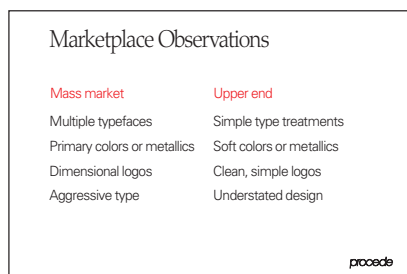 Marketplace Observations
Mass market
Multiple typefaces
Primary colors or metallics
Dimensional logos
Aggressive type
Upper end
Simple type treatments
Soft colors or metallics
Clean, simple logos
Understated design
procede